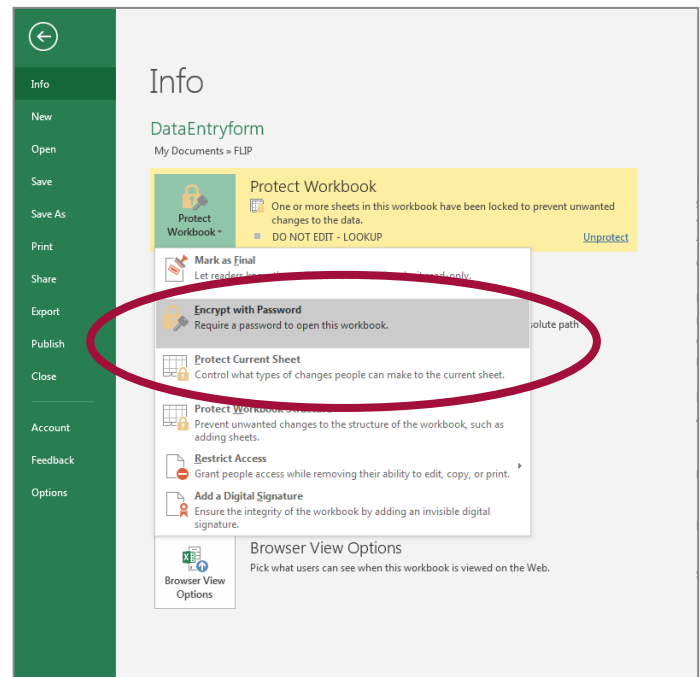 Info
New
Open
Save
Save As
Print
Share
Export
Publish
Close
Account
Feedback
Options
Info
DataEntryform
My Documents » FLIP
Protect
Workbook
Protect Workbook
One or more sheets in this workbook have been locked to prevent unwanted
changes to the data.
DO NOT EDIT - LOOKUP
Unprotect
Mark as Final
Let readers
read-only.
Encrypt with Password
Require a password to open this workbook.
solute path
Protect Current Sheet
Control what types of changes people can make to the current sheet.
Protect Workbook Structure
Prevent unwanted changes to the structure of the workbook, such as
adding sheets.
Restrict Access
Grant people access while removing their ability to edit, copy, or print.
Add a Digital Signature
Ensure the integrity of the workbook by adding an invisible digital
signature.
Browser View
Options
Browser View Options
Pick what users can see when this workbook is viewed on the Web.